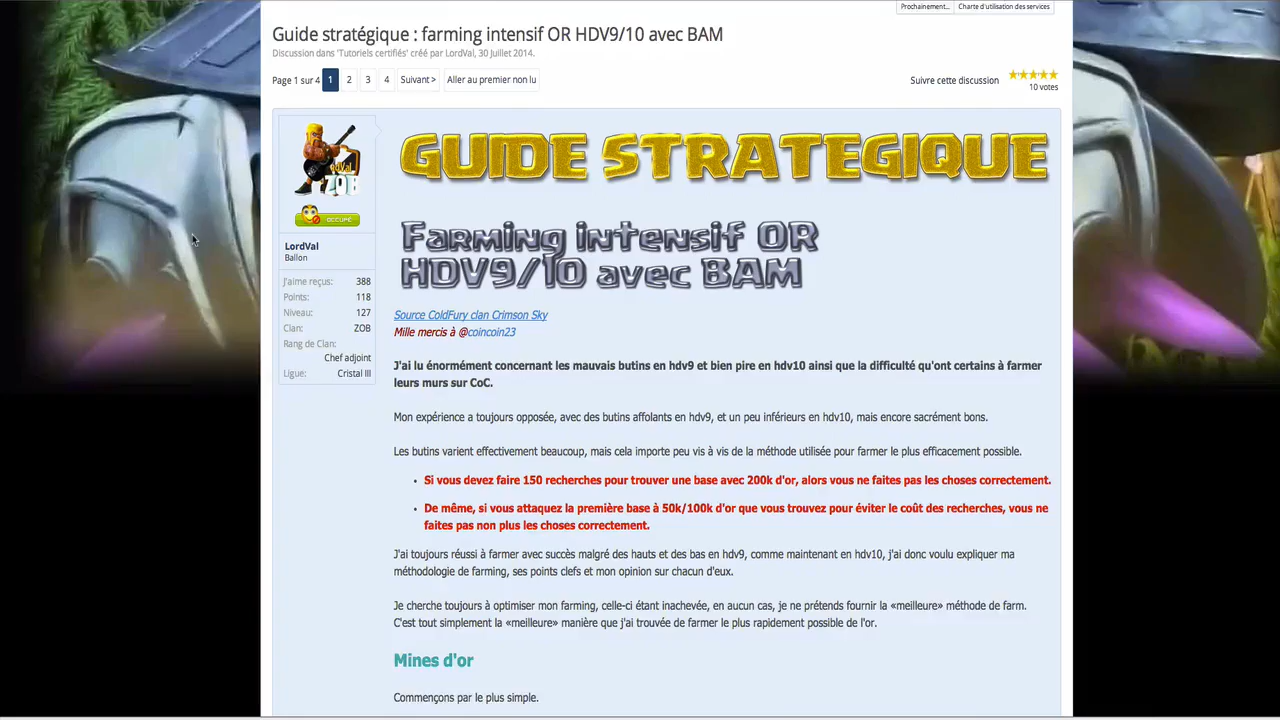 Prochainement...
Charte d'utilisation des services
Guide stratégique : farming intensif OR HDV9/10 avec BAM
Discussion dans 'Tutoriels certifiés' créé par LordVal, 30 Juillet 2014.
Page 1 sur 4 1 2 3 4 Suivant > Aller au premier non lu
Suivre cette discussion
10 votes
ZOB
OCCUPÉ
LordVal
Ballon
J'aime reçus: 388
Points: 118
Niveau: 127
Clan: ZOB
Rang de Clan:
Chef adjoint
Ligue: Cristal III
GUIDE STRATEGIQUE
Farming intensif OR
HDV9/10 avec BAM
Source ColdFury clan Crimson Sky
Mille mercis à @coincoin23
J'ai lu énormément concernant les mauvais butins en hdv9 et bien pire en hdv10 ainsi que la difficulté qu'ont certains à farmer
leurs murs sur CoC.
Mon expérience a toujours opposée, avec des butins affolants en hdv9, et un peu inférieurs en hdv10, mais encore sacrément bons.
Les butins varient effectivement beaucoup, mais cela importe peu vis à vis de la méthode utilisée pour farmer le plus efficacement possible.
• Si vous devez faire 150 recherches pour trouver une base avec 200k d'or, alors vous ne faites pas les choses correctement.
• De même, si vous attaquez la première base à 50k/100k d'or que vous trouvez pour éviter le coût des recherches, vous ne
faites pas non plus les choses correctement.
J'ai toujours réussi à farmer avec succès malgré des hauts et des bas en hdv9, comme maintenant en hdv10, j'ai donc voulu expliquer ma
méthodologie de farming, ses points clefs et mon opinion sur chacun d'eux.
Je cherche toujours à optimiser mon farming, celle-ci étant inachevée, en aucun cas, je ne prétends fournir la «meilleure» méthode de farm.
C'est tout simplement la «meilleure» manière que j'ai trouvée de farmer le plus rapidement possible de l'or.
Mines d'or
Commençons par le plus simple.